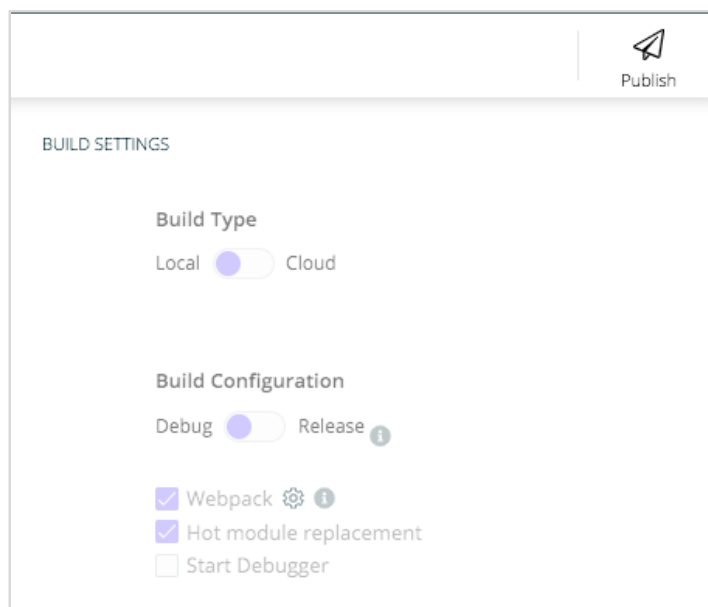 Publish
BUILD SETTINGS
Build Type
Local Cloud
Build Configuration
Debug Release
Webpack
Hot module replacement
Start Debugger